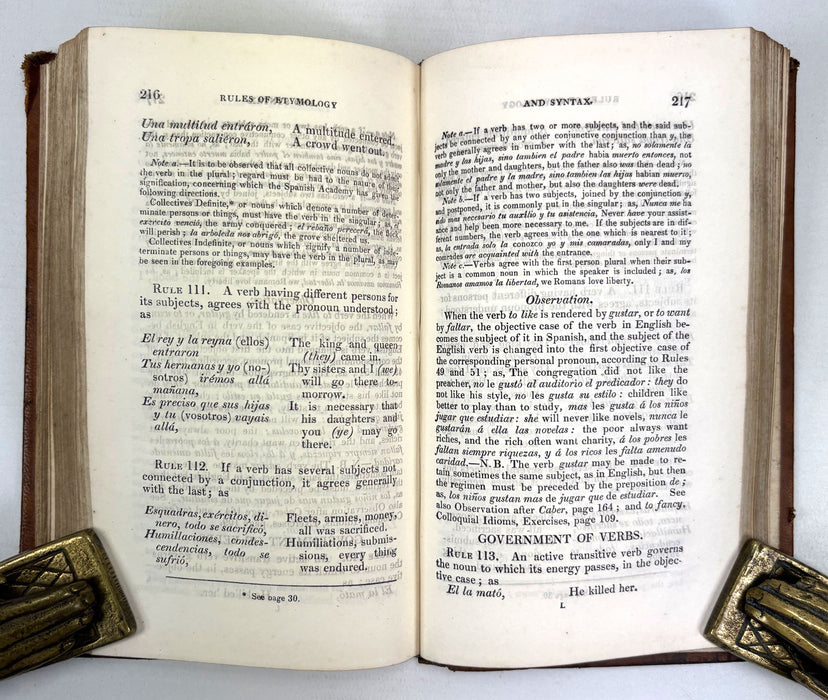 216
RULES OF ETYMOLOGY
Una multitud entráron, A multitude entered.
Una tropa saliéron, A crowd went out.
Note a.—It is to be observed that all collective nouns do not
the verb in the plural; regard must be had to the nature of their
signification, concerning which the Spanish Academy has given us
following directions.
Collectives Definite,* or nouns which denote a number of deter-
minate persons or things, must have the verb in the singular; as, el
exército venció, the army conquered; el rebaño perecerá, the flock
will perish; la arboleda nos abrigó, the grove sheltered us.
Collectives Indefinite, or nouns which signify a number of inde-
terminate persons or things, may have the verb in the plural, as may
be seen in the foregoing examples.
RULE 111. A verb having different persons for
its subjects, agrees with the pronoun understood;
as
El rey y la reyna (ellos) The king and queen
entraron (they) came in.
Tus hermanas y yo (no- Thy sisters and I (we)
sotros) irémos allá will go there to-
mañana, morrow.
Es preciso que sus hijas It is necessary that
y tu (vosotros) vayais his daughters and
allá, you (ye) may go
there.
RULE 112. If a verb has several subjects not
connected by a conjunction, it agrees generally
with the last; as
Esquadras, exércitos, di- Fleets, armies, money,
nero, todo se sacrificó, all was sacrificed.
Humillaciones, condes- Humiliations, submis-
cendencias, todo se sions, every thing
sufrió, was endured.
* See page 30.
AND SYNTAX.
217
Note a.—If a verb has two or more subjects, and the said sub-
jects be connected by any other conjunctive conjunction than y, the
verb generally agrees in number with the last; as, no solamente la
madre y las hijas, sino tambien el padre habia muerto entonces, not
only the mother and daughters, but the father also was then dead; no
solamente el padre y la madre, sino tambien las hijas habian muerto,
not only the father and mother, but also the daughters were dead.
Note b.—If a verb has two subjects, joined by the conjunction y,
and postponed, it is commonly put in the singular; as, Nunca me ha
sido mas necesario tu auxilio y tu asistencia, Never have your assist-
ance and help been more necessary to me. If the subjects are in dif-
ferent numbers, the verb agrees with the one which is nearest to it;
as, la entrada solo la conozco yo y mis camaradas, only I and my
comrades are acquainted with the entrance.
Note c.—Verbs agree with the first person plural when their sub-
ject is a common noun in which the speaker is included; as, los
Romanos amamos la libertad, we Romans love liberty.
Observation.
When the verb to like is rendered by gustar, or to want
by faltar, the objective case of the verb in English be-
comes the subject of it in Spanish, and the subject of the
English verb is changed into the first objective case of
the corresponding personal pronoun, according to Rules
49 and 51; as, The congregation did not like the
preacher, no le gustó al auditorio el predicador: they do
not like his style, no les gusta su estilo: children like
better to play than to study, mas les gusta á los niños
jugar que estudiar: she will never like novels, nunca le
gustarán á ella las novelas: the poor always want
riches, and the rich often want charity, á los pobres les
faltan siempre riquezas, y á los ricos les falta amenudo
caridad.—N.B. The verb gustar may be made to re-
tain sometimes the same subject, as in English, but then
the regimen must be preceded by the preposition de;
as, los niños gustan mas de jugar que de estudiar. See
also Observation after Caber, page 164; and to fancy,
Colloquial Idioms, Exercises, page 109.
GOVERNMENT OF VERBS.
RULE 113. An active transitive verb governs
the noun to which its energy passes, in the objec-
tive case; as
El la mató, He killed her.
L